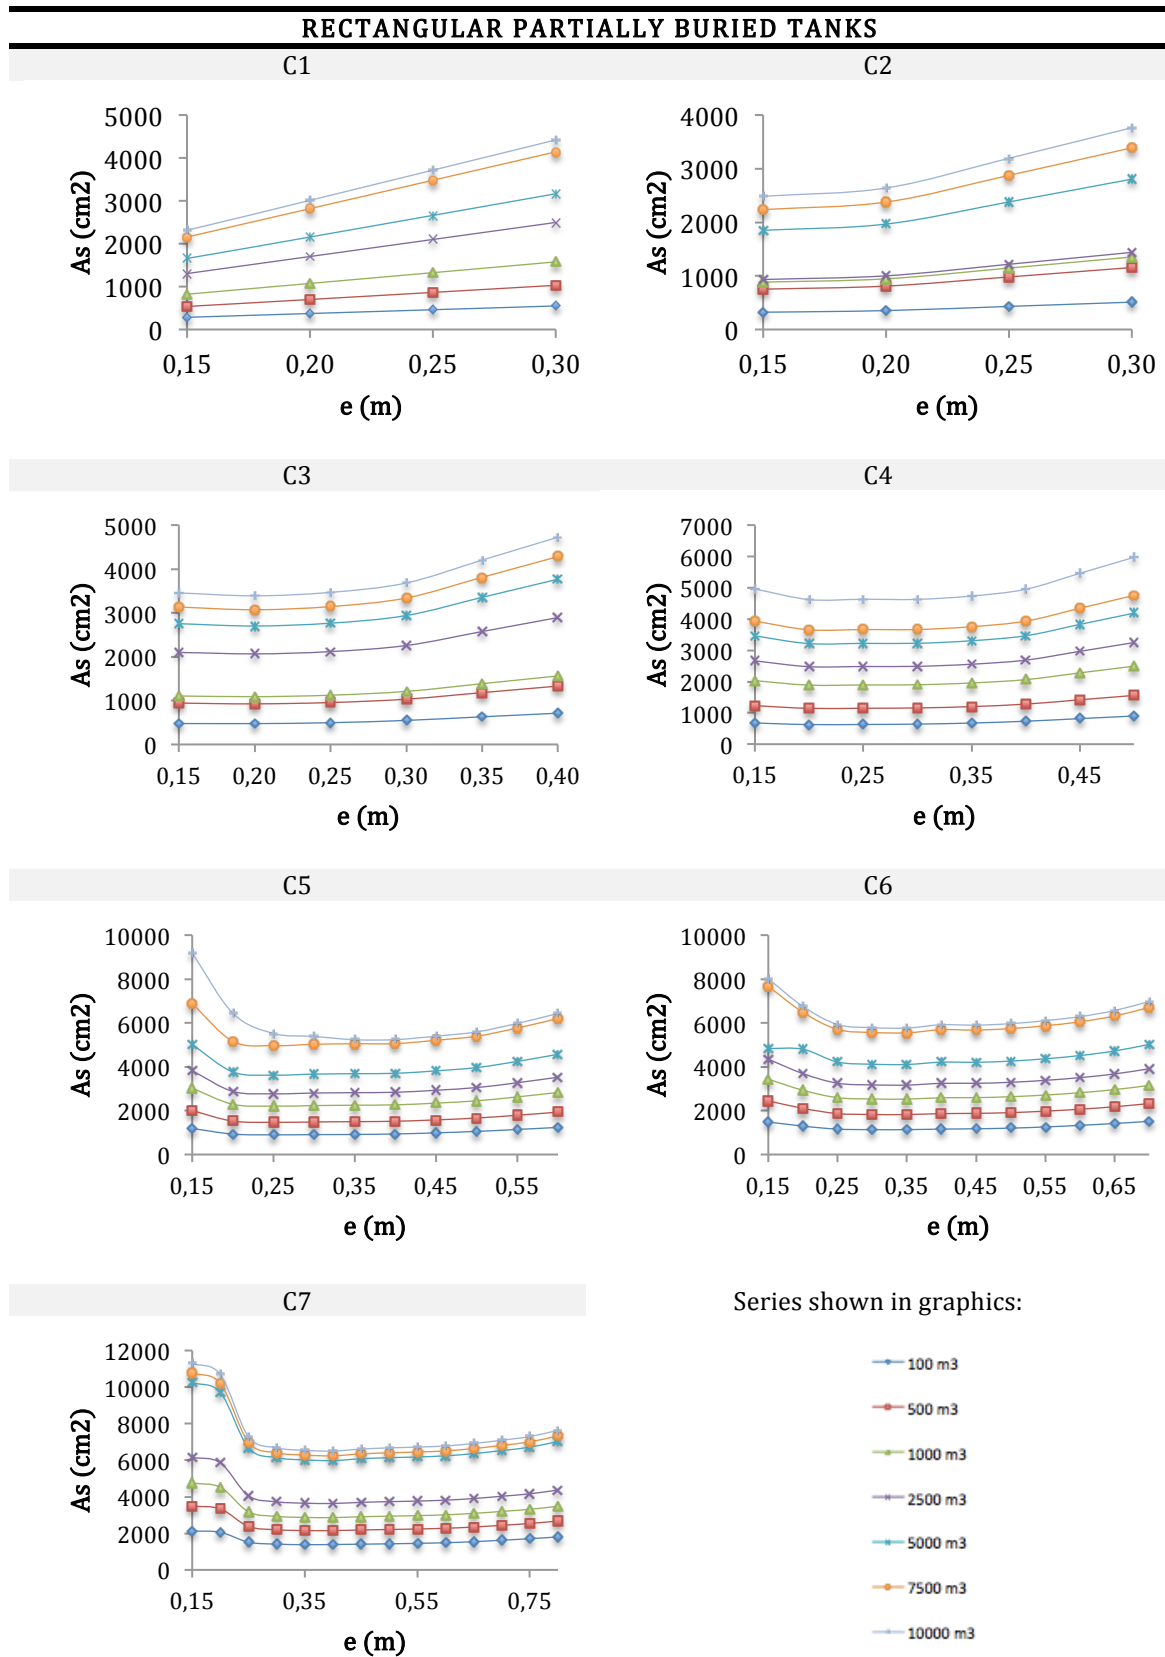 RECTANGULAR PARTIALLY BURIED TANKS
C1
C2
5000
4000
3000
2000
1000
0
As (cm2)
0,15 0,20 0,25 0,30
e (m)
4000
3000
2000
1000
0
As (cm2)
0,15 0,20 0,25 0,30
e (m)
C3
C4
5000
4000
3000
2000
1000
0
As (cm2)
0,15 0,20 0,25 0,30 0,35 0,40
e (m)
7000
6000
5000
4000
3000
2000
1000
0
As (cm2)
0,15 0,25 0,35 0,45
e (m)
C5
C6
10000
8000
6000
4000
2000
0
As (cm2)
0,15 0,25 0,35 0,45 0,55
e (m)
10000
8000
6000
4000
2000
0
As (cm2)
0,15 0,25 0,35 0,45 0,55 0,65
e (m)
C7
12000
10000
8000
6000
4000
2000
0
As (cm2)
0,15 0,35 0,55 0,75
e (m)
Series shown in graphics:
100 m3
500 m3
1000 m3
2500 m3
5000 m3
7500 m3
10000 m3